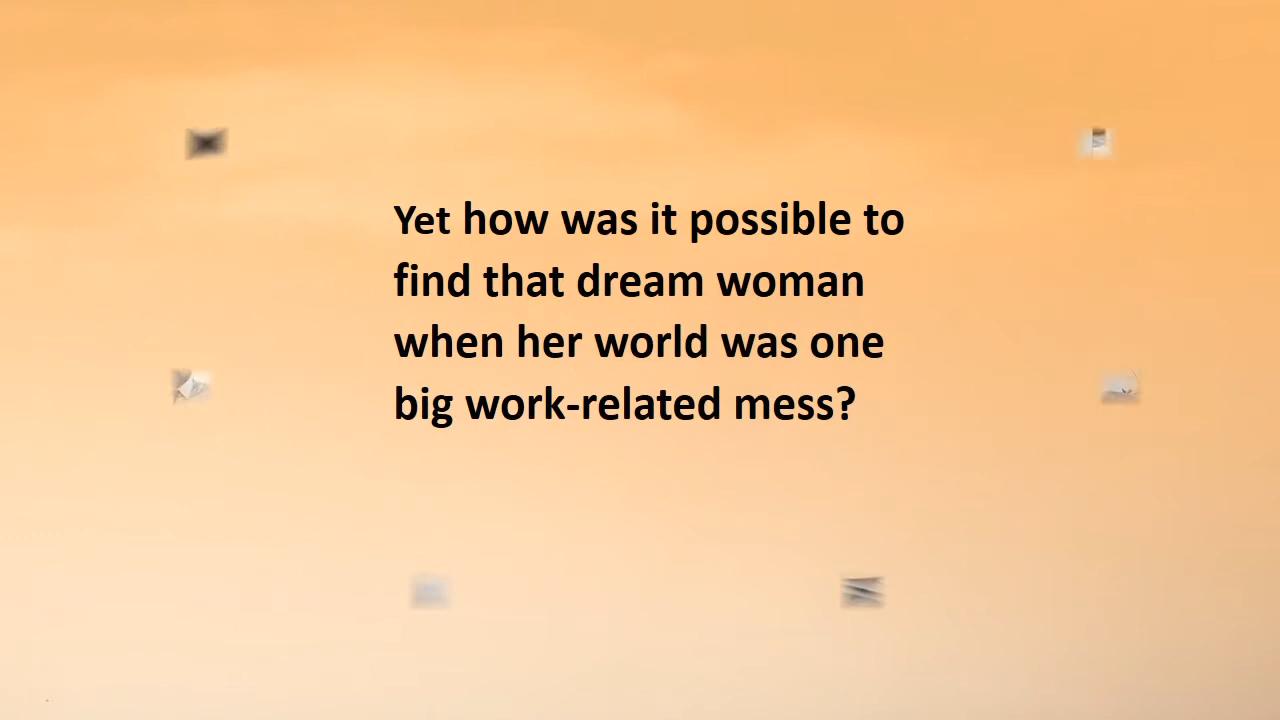 Yet how was it possible to
find that dream woman
when her world was one
big work-related mess?